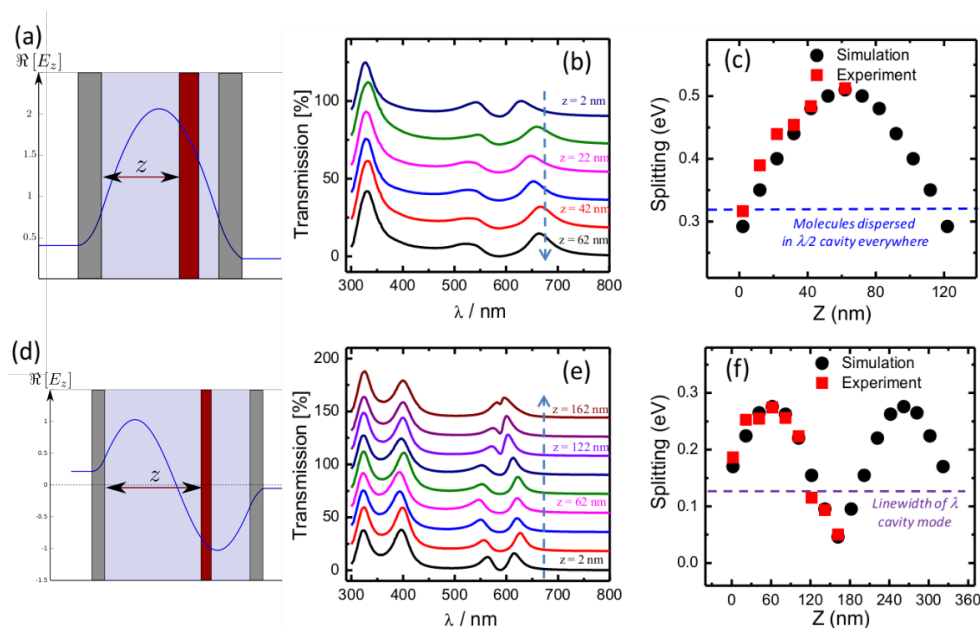 (a)
ℜ [E_z]
2
1.5
1
0.5
z
(b)
Transmission [%]
100
75
50
25
0
z = 2 nm
z = 22 nm
z = 42 nm
z = 62 nm
300 400 500 600 700 800
λ / nm
(c)
Splitting (eV)
0.5
0.4
0.3
Simulation
Experiment
Molecules dispersed
in λ/2 cavity everywhere
0 40 80 120
Z (nm)
(d)
ℜ [E_z]
1
0.5
0
-0.5
-1
-1.5
z
(e)
Transmission [%]
200
150
100
50
0
z = 162 nm
z = 122 nm
z = 62 nm
z = 2 nm
300 400 500 600 700 800
λ / nm
(f)
Splitting (eV)
0.3
0.2
0.1
0.0
Simulation
Experiment
Linewidth of λ
cavity mode
0 60 120 180 240 300 360
Z (nm)